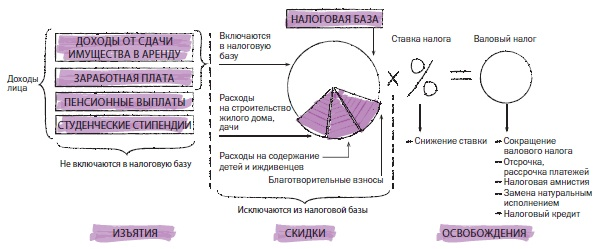 НАЛОГОВАЯ БАЗА
ДОХОДЫ ОТ СДАЧИ
ИМУЩЕСТВА В АРЕНДУ
ЗАРАБОТНАЯ ПЛАТА
ПЕНСИОННЫЕ ВЫПЛАТЫ
СТУДЕНЧЕСКИЕ СТИПЕНДИИ
Доходы
лица
Не включаются в налоговую базу
Включаются
в налоговую
базу
Расходы
на строительство
жилого дома,
дачи
Расходы на содержание
детей и иждивенцев
Благотворительные взносы
Исключаются из налоговой базы
Ставка налога
Валовый налог
× % =
Снижение ставки
Сокращение
валового налога
Отсрочка,
рассрочка платежей
Налоговая амнистия
Замена натуральным
исполнением
Налоговый кредит
ИЗЪЯТИЯ
СКИДКИ
ОСВОБОЖДЕНИЯ